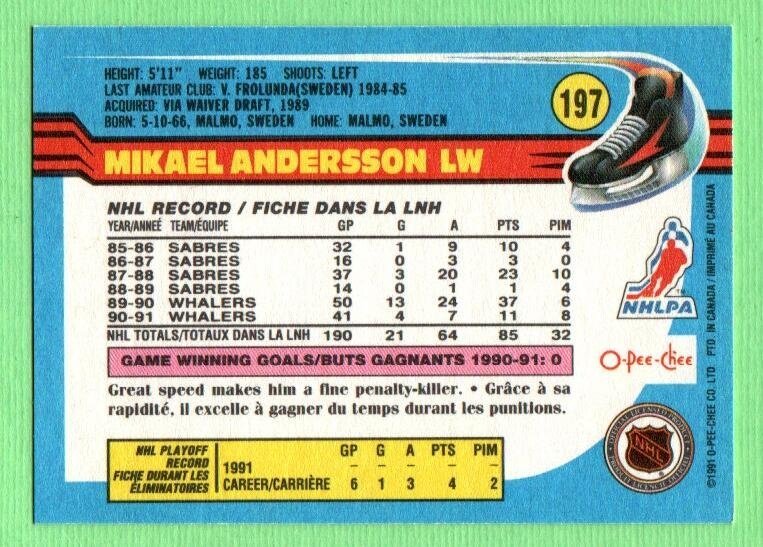 HEIGHT: 5'11" WEIGHT: 185 SHOOTS: LEFT
LAST AMATEUR CLUB: V. FROLUNDA(SWEDEN) 1984-85
ACQUIRED: VIA WAIVER DRAFT, 1989
BORN: 5-10-66, MALMO, SWEDEN HOME: MALMO, SWEDEN
197
MIKAEL ANDERSSON LW
NHL RECORD / FICHE DANS LA LNH
YEAR/ANNEÉ TEAM/ÉQUIPE GP G A PTS PIM
85-86 SABRES 32 1 9 10 4
86-87 SABRES 16 0 3 3 0
87-88 SABRES 37 3 20 23 10
88-89 SABRES 14 0 1 1 4
89-90 WHALERS 50 13 24 37 6
90-91 WHALERS 41 4 7 11 8
NHL TOTALS/TOTAUX DANS LA LNH 190 21 64 85 32
GAME WINNING GOALS/BUTS GAGNANTS 1990-91: 0
Great speed makes him a fine penalty-killer. • Grâce à sa
rapidité, il excelle à gagner du temps durant les punitions.
NHL PLAYOFF
RECORD
FICHE DURANT LES
ÉLIMINATOIRES
GP G A PTS PIM
1991 – – – – –
CAREER/CARRIÈRE 6 1 3 4 2
NHLPA
TM
O-Pee-Chee
NHL
©1991 O-PEE-CHEE CO. LTD PTD. IN CANADA / IMPRIMÉ AU CANADA